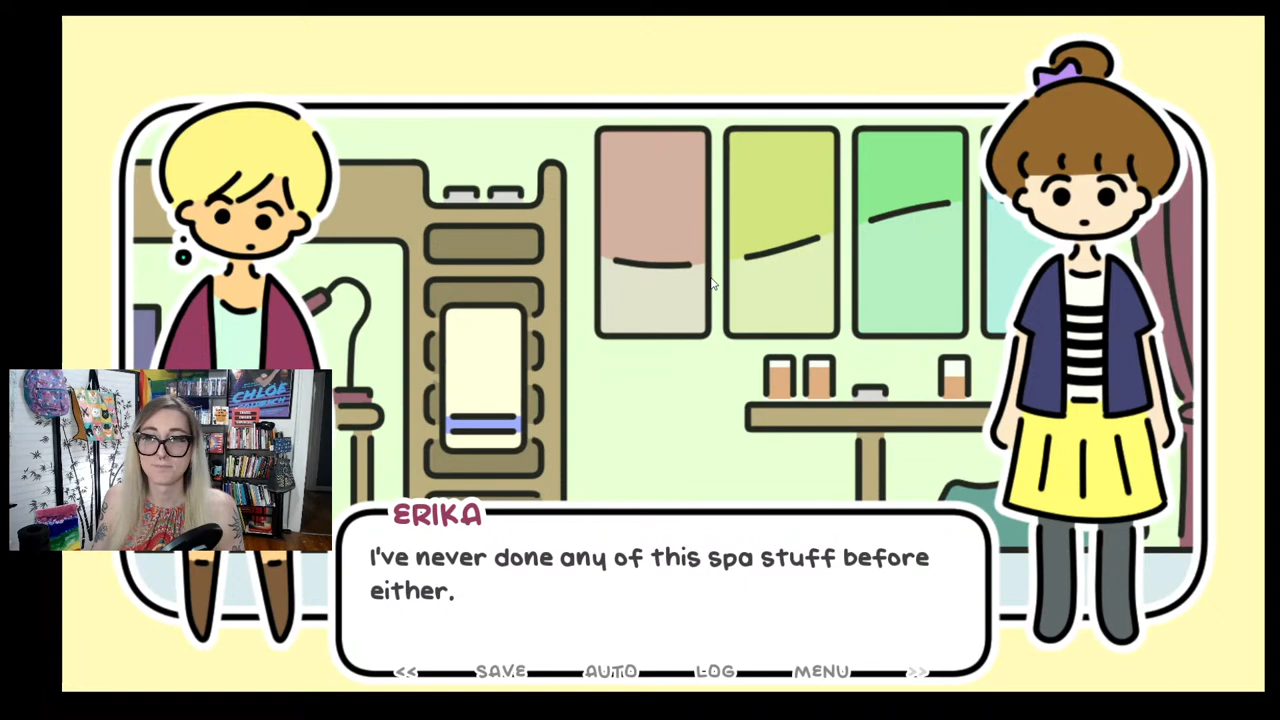 CHLOE
ERIKA
I've never done any of this spa stuff before
either.
<< SAVE AUTO LOG MENU >>